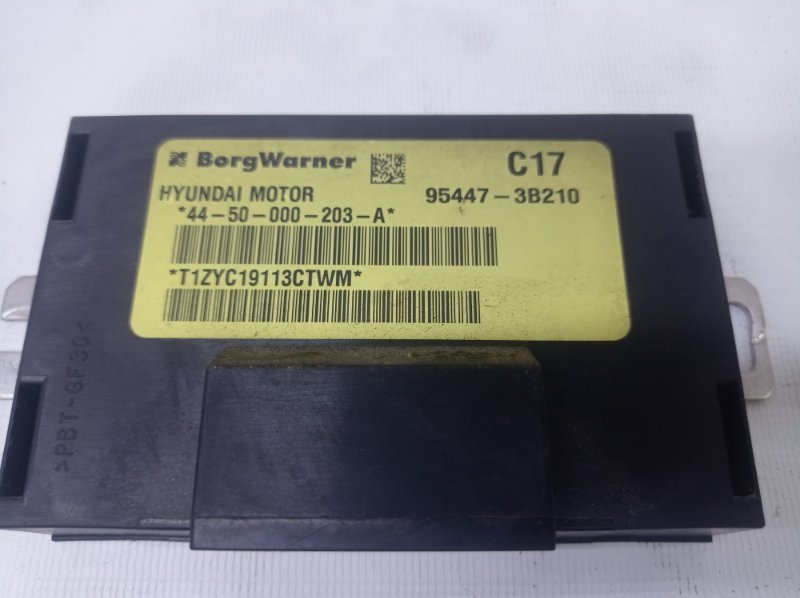 BorgWarner C17
HYUNDAI MOTOR 95447-3B210
*44-50-000-203-A*
*T1ZYC19113CTWM*
>PBT-GF30<